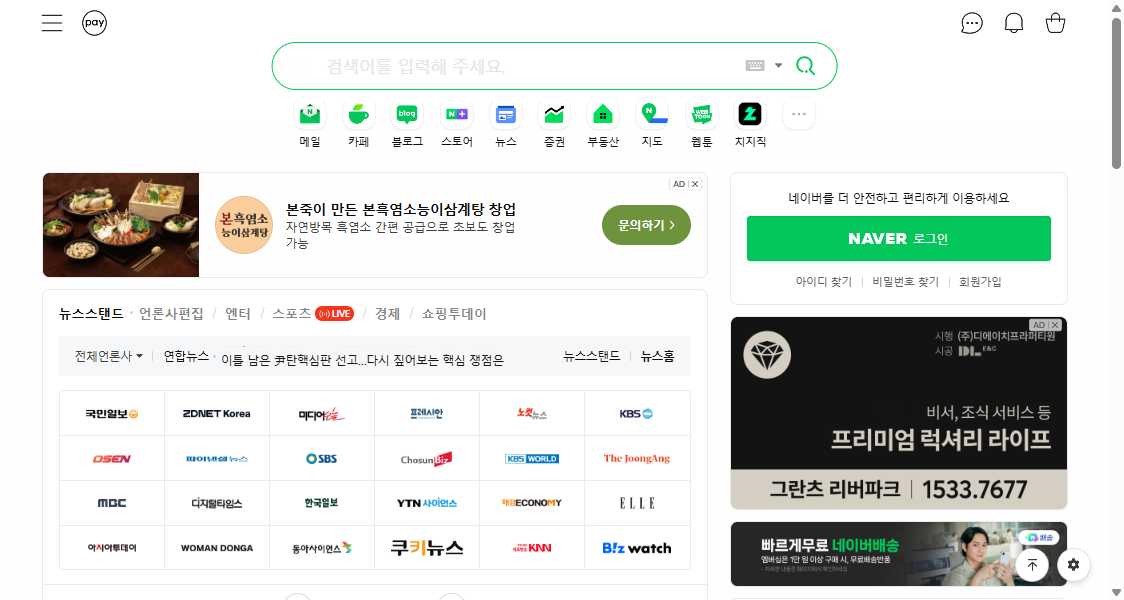 pay
검색어를 입력해 주세요.
N
blog
N+
N
WEB TOON
메일 카페 블로그 스토어 뉴스 증권 부동산 지도 웹툰 치지직
AD
본흑염소
능이삼계탕
본죽이 만든 본흑염소능이삼계탕 창업
자연방목 흑염소 간편 공급으로 초보도 창업
가능
문의하기 >
네이버를 더 안전하고 편리하게 이용하세요
NAVER 로그인
아이디 찾기 | 비밀번호 찾기 | 회원가입
뉴스스탠드 · 언론사편집 / 엔터 / 스포츠 LIVE / 경제 / 쇼핑투데이
전체언론사 | 연합뉴스 · 이틀 남은 尹탄핵심판 선고...다시 짚어보는 핵심 쟁점은
뉴스스탠드 | 뉴스홈
국민일보 ZDNET Korea 미디어오늘 프레시안 노컷뉴스 KBS
OSEN 파이낸셜뉴스 SBS ChosunBiz KBS WORLD The JoongAng
MBC 디지털타임스 한국일보 YTN 사이언스 매일ECONOMY ELLE
아시아투데이 WOMAN DONGA 동아사이언스 쿠키뉴스 KNN B!z watch
AD
시행 (주)디에이치프라퍼티원
시공 IDL E&C
비서, 조식 서비스 등
프리미엄 럭셔리 라이프
그란츠 리버파크 | 1533.7677
빠르게무료 네이버배송
멤버십은 1만 원 이상 구매 시, 무료배송반품
배송